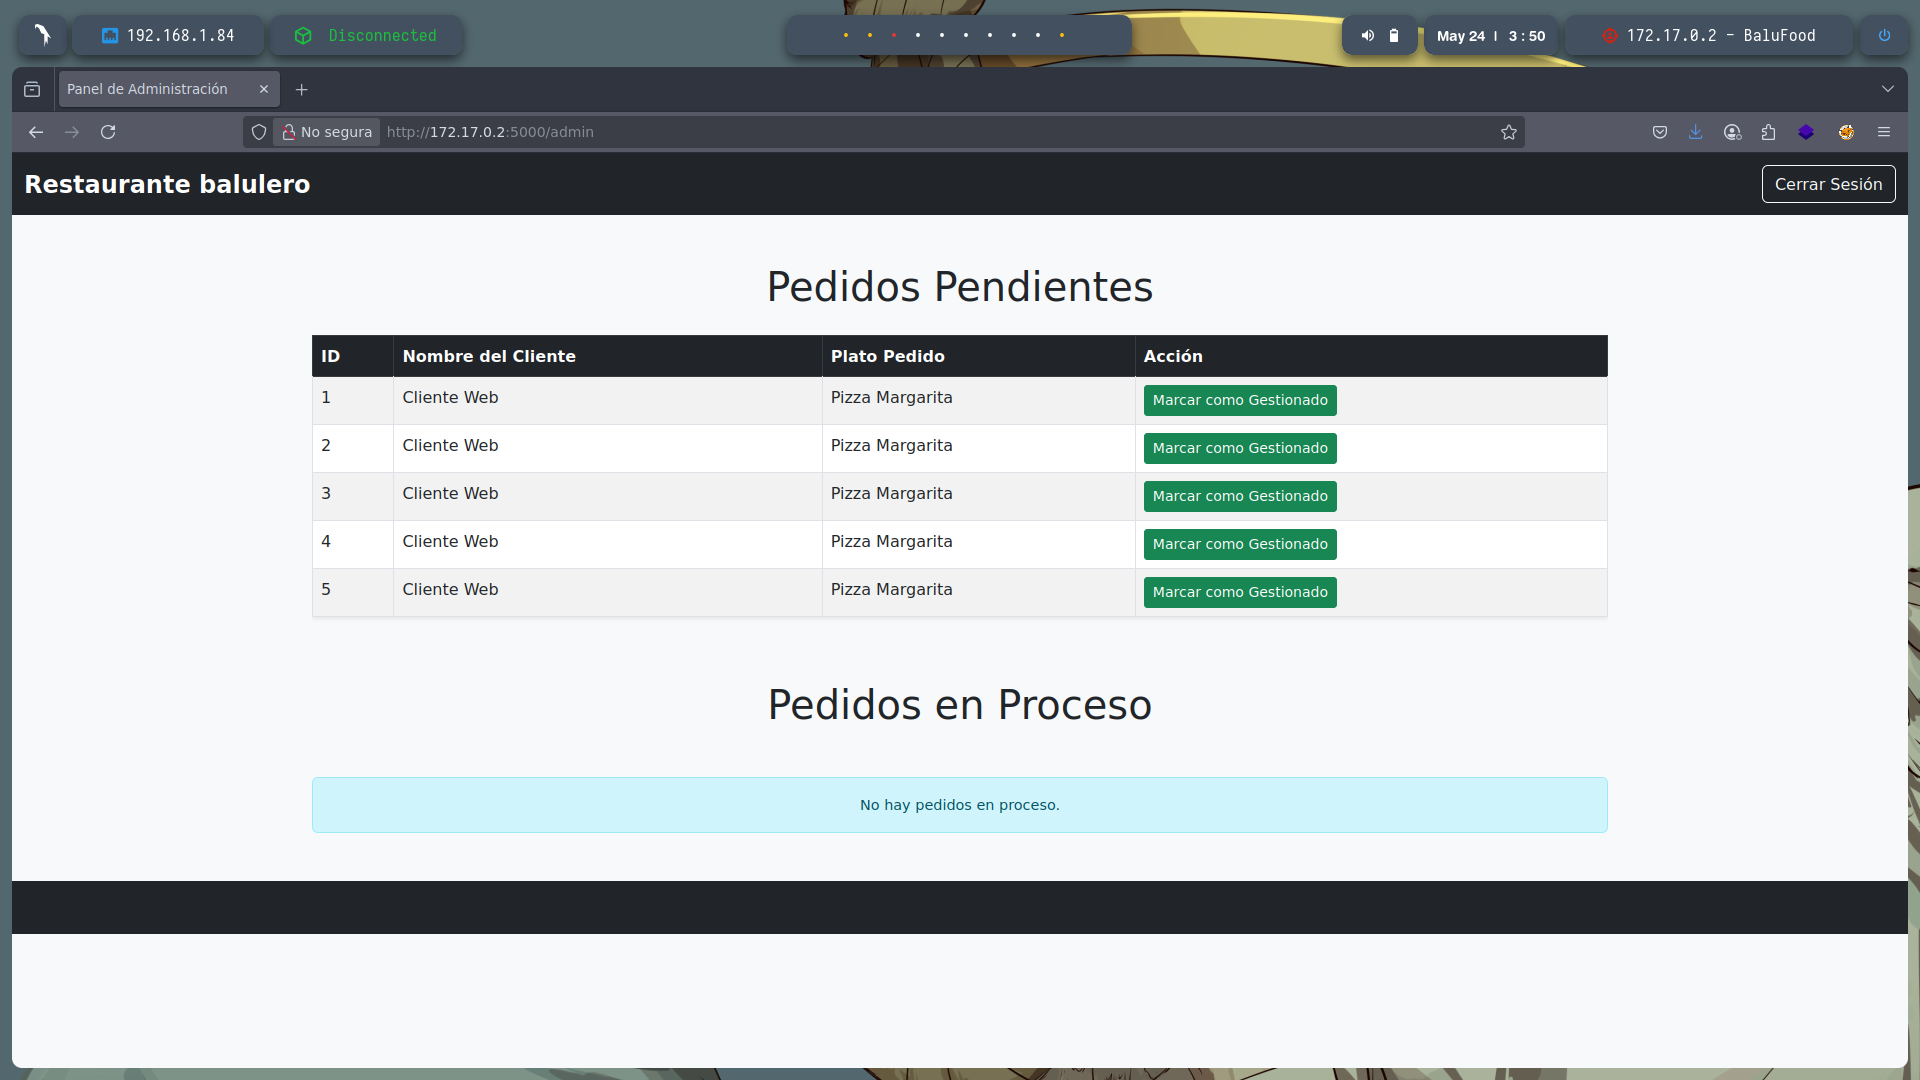 192.168.1.84
Disconnected
May 24 | 3:50
172.17.0.2 - BaluFood
Panel de Administración
No segura
http://172.17.0.2:5000/admin
Restaurante balulero
Cerrar Sesión
Pedidos Pendientes
ID Nombre del Cliente Plato Pedido Acción
1 Cliente Web Pizza Margarita Marcar como Gestionado
2 Cliente Web Pizza Margarita Marcar como Gestionado
3 Cliente Web Pizza Margarita Marcar como Gestionado
4 Cliente Web Pizza Margarita Marcar como Gestionado
5 Cliente Web Pizza Margarita Marcar como Gestionado
Pedidos en Proceso
No hay pedidos en proceso.